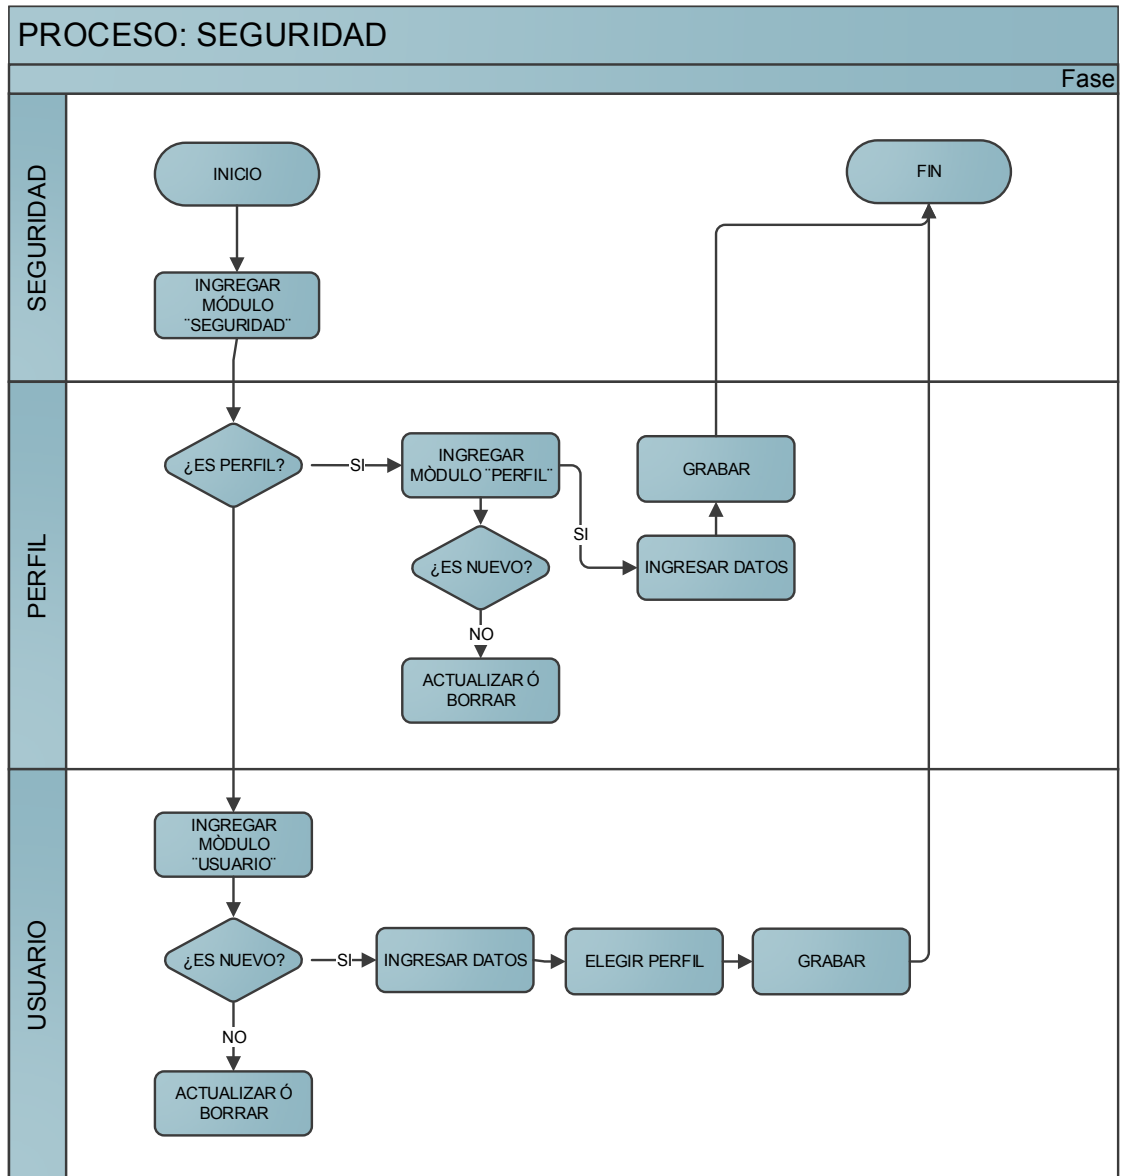 PROCESO: SEGURIDAD
Fase
SEGURIDAD
INICIO
FIN
INGREGAR
MÓDULO
¨SEGURIDAD¨
PERFIL
¿ES PERFIL?
SI
INGREGAR
MÒDULO ¨PERFIL¨
GRABAR
SI
¿ES NUEVO?
INGRESAR DATOS
NO
ACTUALIZAR Ó
BORRAR
USUARIO
INGREGAR
MÒDULO
¨USUARIO¨
¿ES NUEVO?
SI
INGRESAR DATOS
ELEGIR PERFIL
GRABAR
NO
ACTUALIZAR Ó
BORRAR